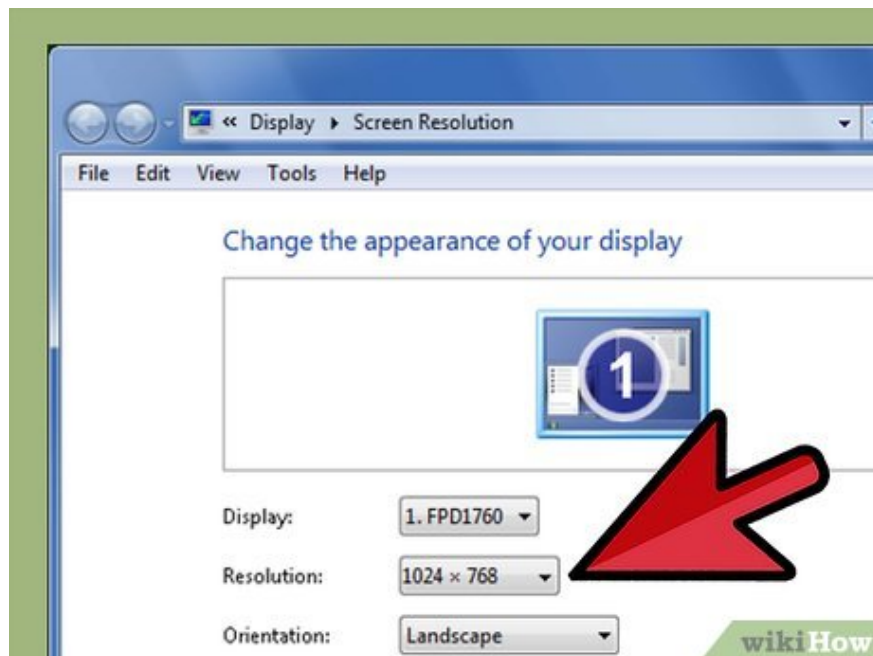 « Display ▸ Screen Resolution
File Edit View Tools Help
Change the appearance of your display
1
Display: 1. FPD1760
Resolution: 1024 × 768
Orientation: Landscape
wikiHow